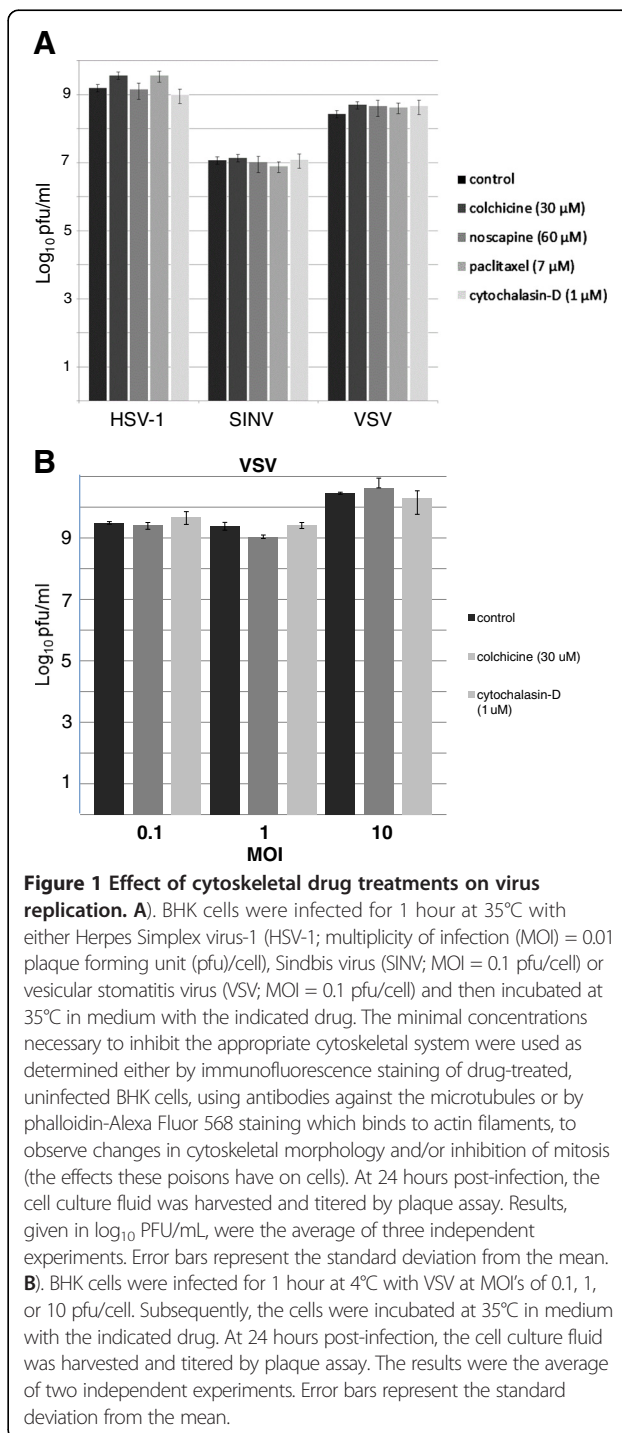 A
9
7
5
3
1
Log10 pfu/ml
HSV-1 SINV VSV
control
colchicine (30 µM)
noscapine (60 µM)
paclitaxel (7 µM)
cytochalasin-D (1 µM)
B
VSV
9
7
5
3
1
Log10 pfu/ml
0.1 1 10
MOI
control
colchicine (30 uM)
cytochalasin-D
(1 uM)
Figure 1 Effect of cytoskeletal drug treatments on virus
replication. A). BHK cells were infected for 1 hour at 35°C with
either Herpes Simplex virus-1 (HSV-1; multiplicity of infection (MOI) = 0.01
plaque forming unit (pfu)/cell), Sindbis virus (SINV; MOI = 0.1 pfu/cell) or
vesicular stomatitis virus (VSV; MOI = 0.1 pfu/cell) and then incubated at
35°C in medium with the indicated drug. The minimal concentrations
necessary to inhibit the appropriate cytoskeletal system were used as
determined either by immunofluorescence staining of drug-treated,
uninfected BHK cells, using antibodies against the microtubules or by
phalloidin-Alexa Fluor 568 staining which binds to actin filaments, to
observe changes in cytoskeletal morphology and/or inhibition of mitosis
(the effects these poisons have on cells). At 24 hours post-infection, the
cell culture fluid was harvested and titered by plaque assay. Results,
given in log10 PFU/mL, were the average of three independent
experiments. Error bars represent the standard deviation from the mean.
B). BHK cells were infected for 1 hour at 4°C with VSV at MOI's of 0.1, 1,
or 10 pfu/cell. Subsequently, the cells were incubated at 35°C in medium
with the indicated drug. At 24 hours post-infection, the cell culture fluid
was harvested and titered by plaque assay. The results were the average
of two independent experiments. Error bars represent the standard
deviation from the mean.